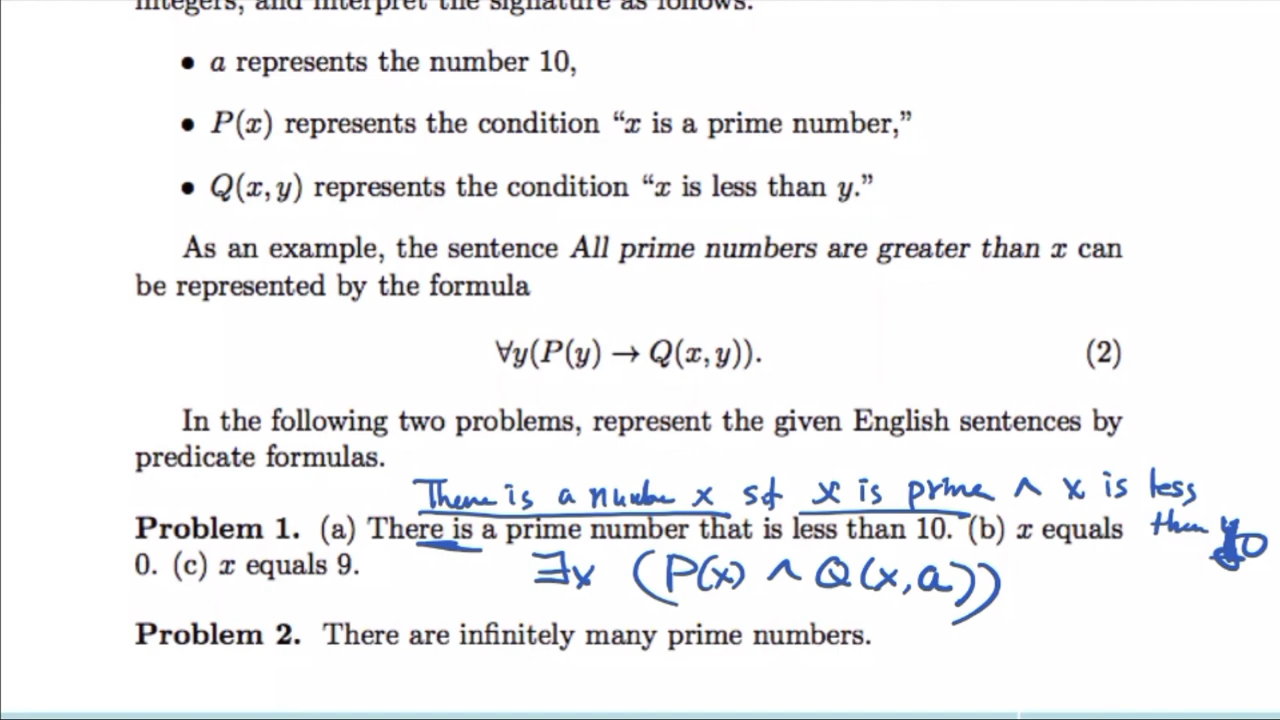 integers, and interpret the signature as follows:
• a represents the number 10,
• P(x) represents the condition “x is a prime number,”
• Q(x, y) represents the condition “x is less than y.”
As an example, the sentence All prime numbers are greater than x can
be represented by the formula
∀y(P(y) → Q(x, y)). (2)
In the following two problems, represent the given English sentences by
predicate formulas.
There is a number x st x is prime ∧ x is less
than 10
Problem 1. (a) There is a prime number that is less than 10. (b) x equals
0. (c) x equals 9.
∃x (P(x) ∧ Q(x, a))
Problem 2. There are infinitely many prime numbers.